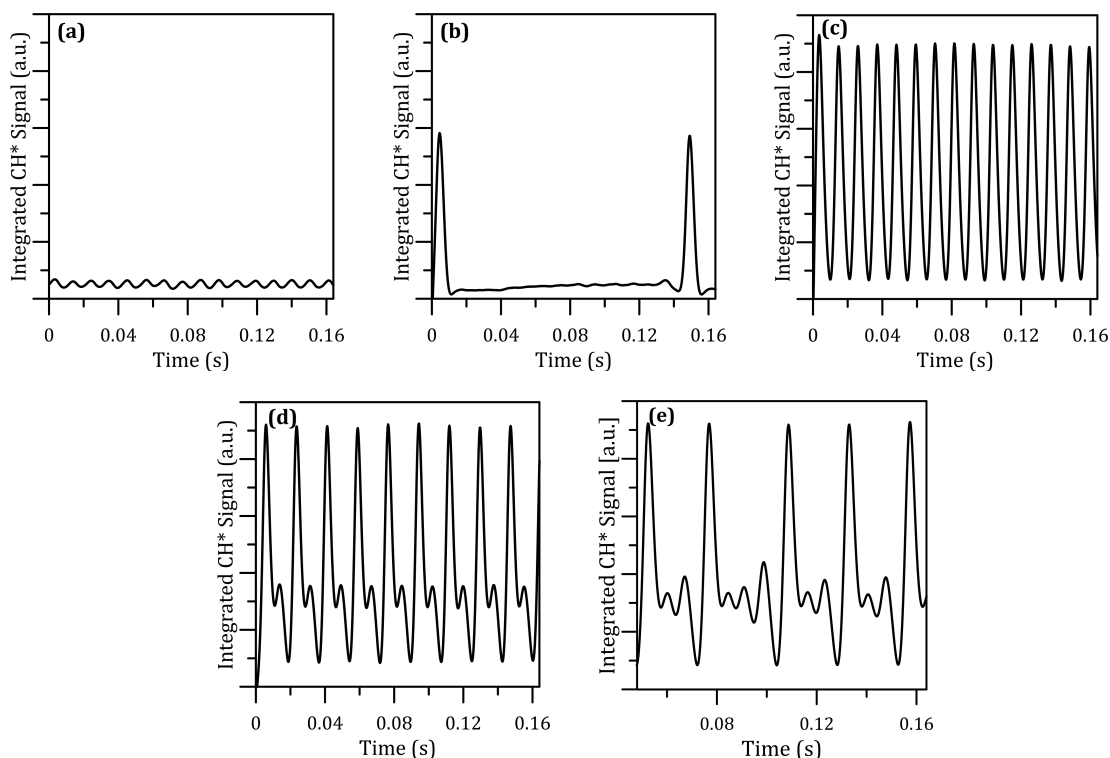 (a)
Integrated CH* Signal (a.u.)
0 0.04 0.08 0.12 0.16
Time (s)
(b)
Integrated CH* Signal (a.u.)
0 0.04 0.08 0.12 0.16
Time (s)
(c)
Integrated CH* Signal (a.u.)
0 0.04 0.08 0.12 0.16
Time (s)
(d)
Integrated CH* Signal (a.u.)
0 0.04 0.08 0.12 0.16
Time (s)
(e)
Integrated CH* Signal [a.u.]
0.08 0.12 0.16
Time (s)